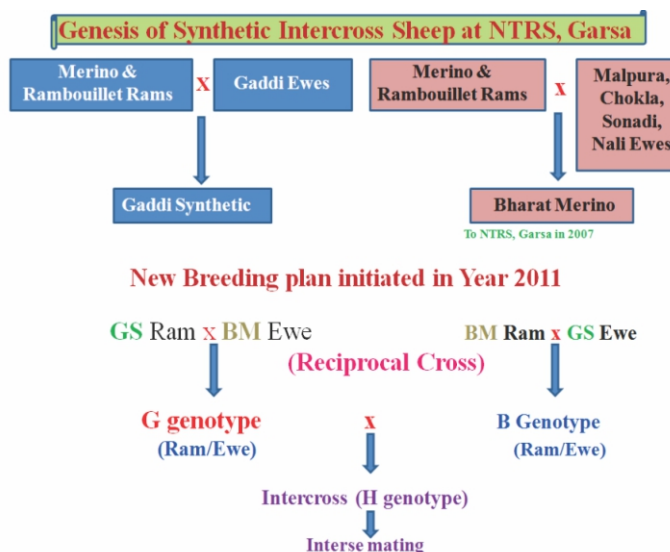 Genesis of Synthetic Intercross Sheep at NTRS, Garsa
Merino &
Rambouillet Rams
x
Gaddi Ewes
Merino &
Rambouillet Rams
x
Malpura,
Chokla,
Sonadi,
Nali Ewes
Gaddi Synthetic
Bharat Merino
To NTRS, Garsa in 2007
New Breeding plan initiated in Year 2011
GS Ram x BM Ewe
BM Ram x GS Ewe
(Reciprocal Cross)
G genotype
(Ram/Ewe)
x
B Genotype
(Ram/Ewe)
Intercross (H genotype)
Interse mating